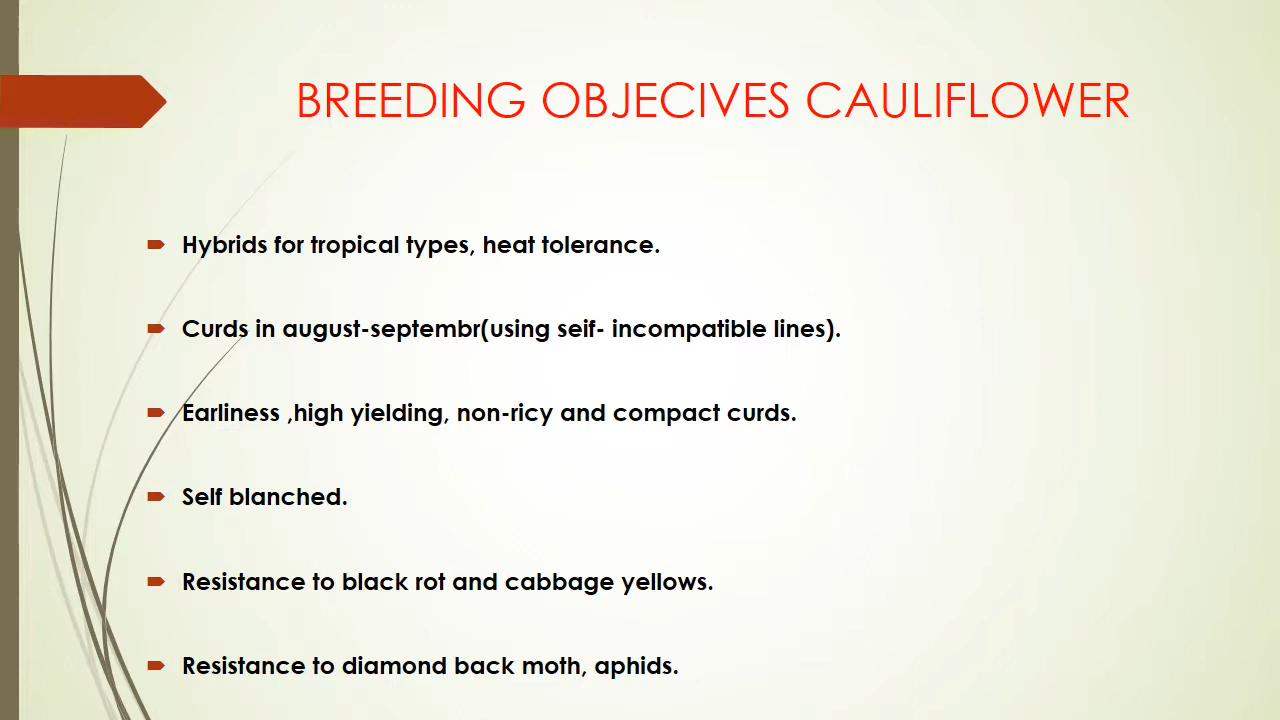 BREEDING OBJECIVES CAULIFLOWER
Hybrids for tropical types, heat tolerance.
Curds in august-septembr(using seif- incompatible lines).
Earliness ,high yielding, non-ricy and compact curds.
Self blanched.
Resistance to black rot and cabbage yellows.
Resistance to diamond back moth, aphids.